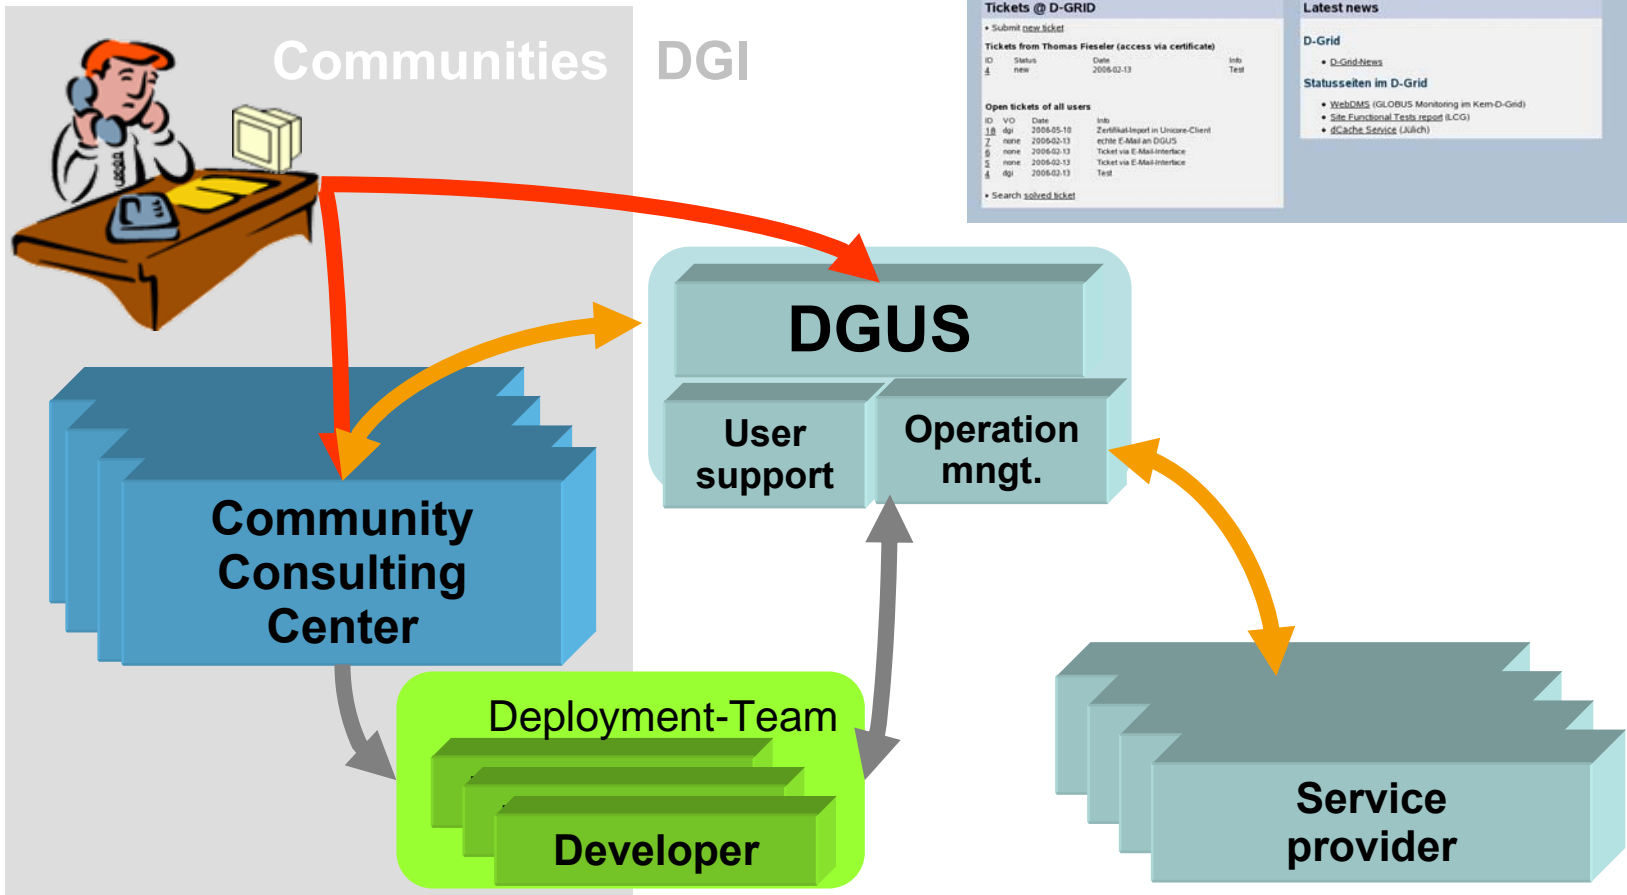 Tickets @ D-GRID
• Submit new ticket
Tickets from Thomas Fieseler (access via certificate)
ID Status Date Info
4 new 2006-02-13 Test
Open tickets of all users
ID VO Date Info
18 dgi 2006-05-10 Zertifikat-Import in Unicore-Client
7 none 2006-02-13 echte E-Mail an DGUS
6 none 2006-02-13 Ticket via E-Mail-Interface
5 none 2006-02-13 Ticket via E-Mail-Interface
4 dgi 2006-02-13 Test
• Search solved ticket
Latest news
D-Grid
• D-Grid-News
Statusseiten im D-Grid
• WebDMS (GLOBUS Monitoring im Kern-D-Grid)
• Site Functional Tests report (LCG)
• dCache Service (Jülich)
Communities DGI
DGUS
User
support
Operation
mngt.
Community
Consulting
Center
Deployment-Team
Developer
Service
provider